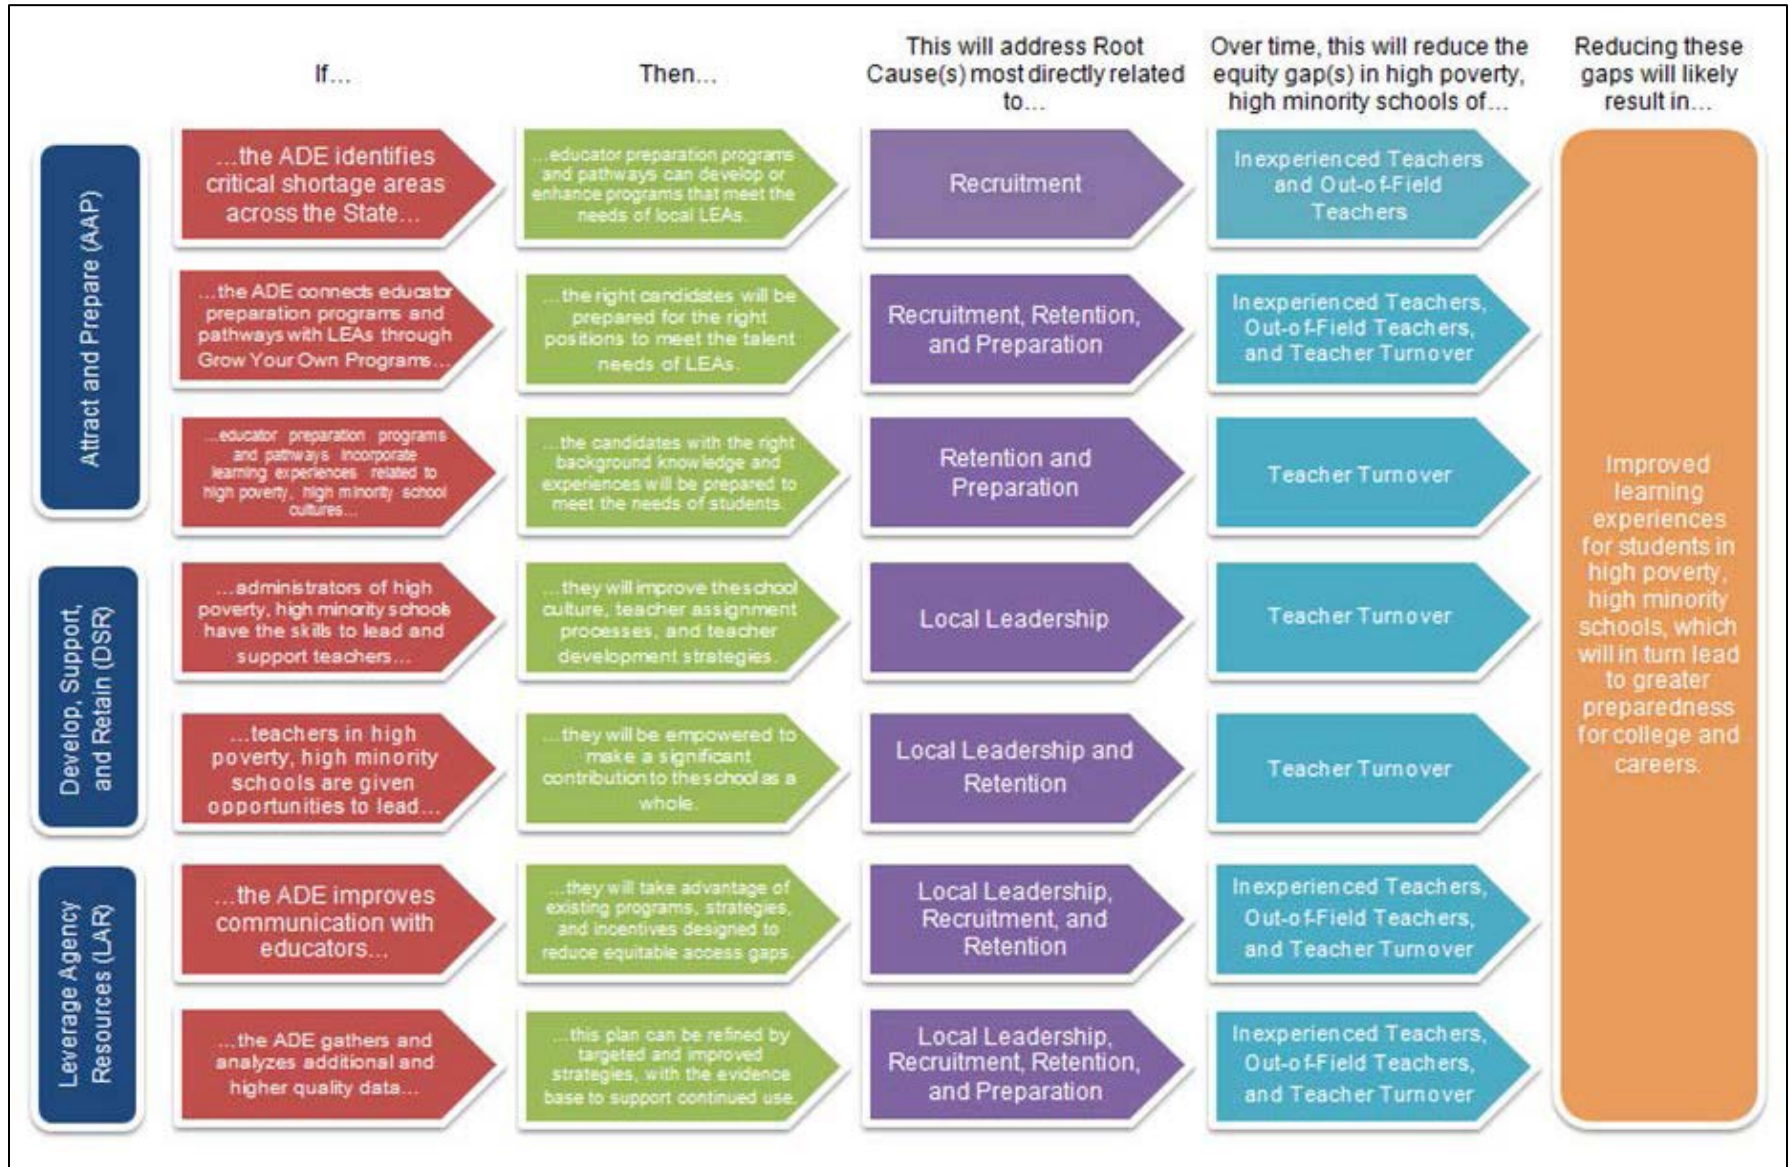 If…
Then…
This will address Root
Cause(s) most directly related
to…
Over time, this will reduce the
equity gap(s) in high poverty,
high minority schools of…
Reducing these
gaps will likely
result in…
Attract and Prepare (AAP)
…the ADE identifies
critical shortage areas
across the State…
…educator preparation programs
and pathways can develop or
enhance programs that meet the
needs of local LEAs.
Recruitment
Inexperienced Teachers
and Out-of-Field
Teachers
…the ADE connects educator
preparation programs and
pathways with LEAs through
Grow Your Own Programs…
…the right candidates will be
prepared for the right
positions to meet the talent
needs of LEAs.
Recruitment, Retention,
and Preparation
Inexperienced Teachers,
Out-of-Field Teachers,
and Teacher Turnover
…educator preparation programs
and pathways incorporate
learning experiences related to
high poverty, high minority school
cultures…
…the candidates with the right
background knowledge and
experiences will be prepared to
meet the needs of students.
Retention and
Preparation
Teacher Turnover
Develop, Support,
and Retain (DSR)
…administrators of high
poverty, high minority schools
have the skills to lead and
support teachers…
…they will improve the school
culture, teacher assignment
processes, and teacher
development strategies.
Local Leadership
Teacher Turnover
…teachers in high
poverty, high minority
schools are given
opportunities to lead…
…they will be empowered to
make a significant
contribution to the school as a
whole.
Local Leadership and
Retention
Teacher Turnover
Leverage Agency
Resources (LAR)
…the ADE improves
communication with
educators…
…they will take advantage of
existing programs, strategies,
and incentives designed to
reduce equitable access gaps.
Local Leadership,
Recruitment, and
Retention
Inexperienced Teachers,
Out-of-Field Teachers,
and Teacher Turnover
…the ADE gathers and
analyzes additional and
higher quality data…
…this plan can be refined by
targeted and improved
strategies, with the evidence
base to support continued use.
Local Leadership,
Recruitment, Retention,
and Preparation
Inexperienced Teachers,
Out-of-Field Teachers,
and Teacher Turnover
Improved
learning
experiences
for students in
high poverty,
high minority
schools, which
will in turn lead
to greater
preparedness
for college and
careers.